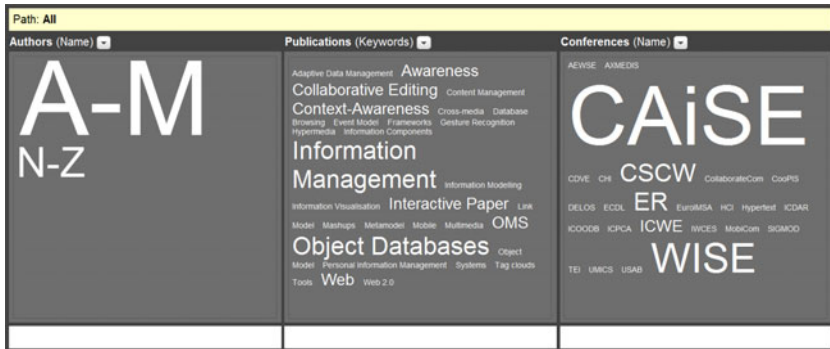 Path: All
Authors (Name)
A-M
N-Z
Publications (Keywords)
Adaptive Data Management Awareness
Collaborative Editing Content Management
Context-Awareness Cross-media Database
Browsing Event Model Frameworks Gesture Recognition
Hypermedia Information Components
Information
Management Information Modelling
Information Visualisation Interactive Paper Link
Model Mashups Metamodel Mobile Multimedia OMS
Object Databases Object
Model Personal Information Management Systems Tag clouds
Tools Web Web 2.0
Conferences (Name)
AEWSE AXMEDIS
CAiSE
CDVE CHI CSCW CollaborateCom CoopIS
DELOS ECDL ER EuroIMSA HCI Hypertext ICDAR
ICOODB ICPCA ICWE IWCES MobiCom SIGMOD
TEI UMICS USAB WISE